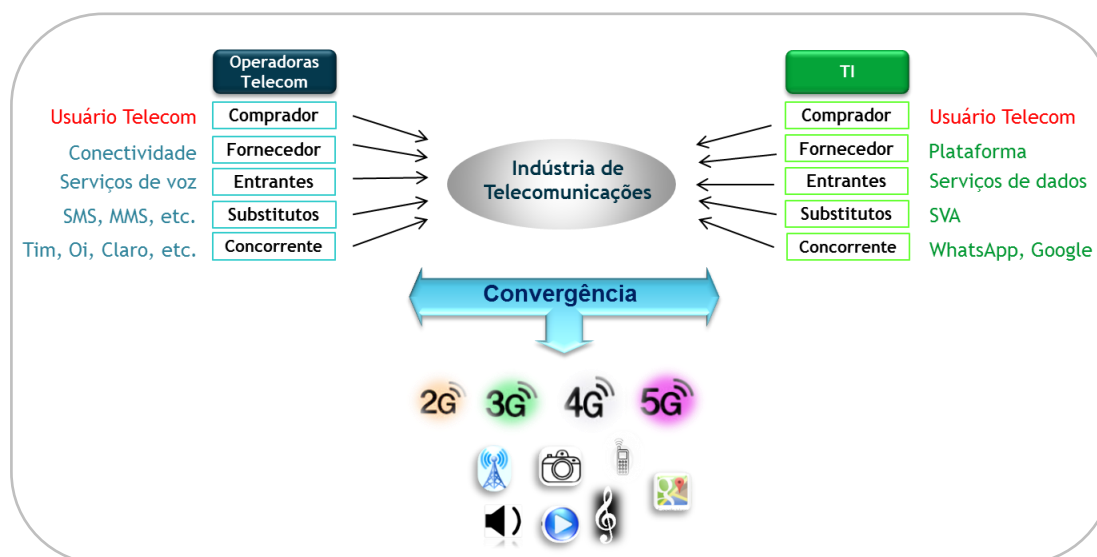 Operadoras
Telecom
TI
Usuário Telecom
Comprador
Comprador
Usuário Telecom
Conectividade
Fornecedor
Fornecedor
Plataforma
Indústria de
Telecomunicações
Serviços de voz
Entrantes
Entrantes
Serviços de dados
SMS, MMS, etc.
Substitutos
Substitutos
SVA
Tim, Oi, Claro, etc.
Concorrente
Concorrente
WhatsApp, Google
Convergência
2G
3G
4G
5G